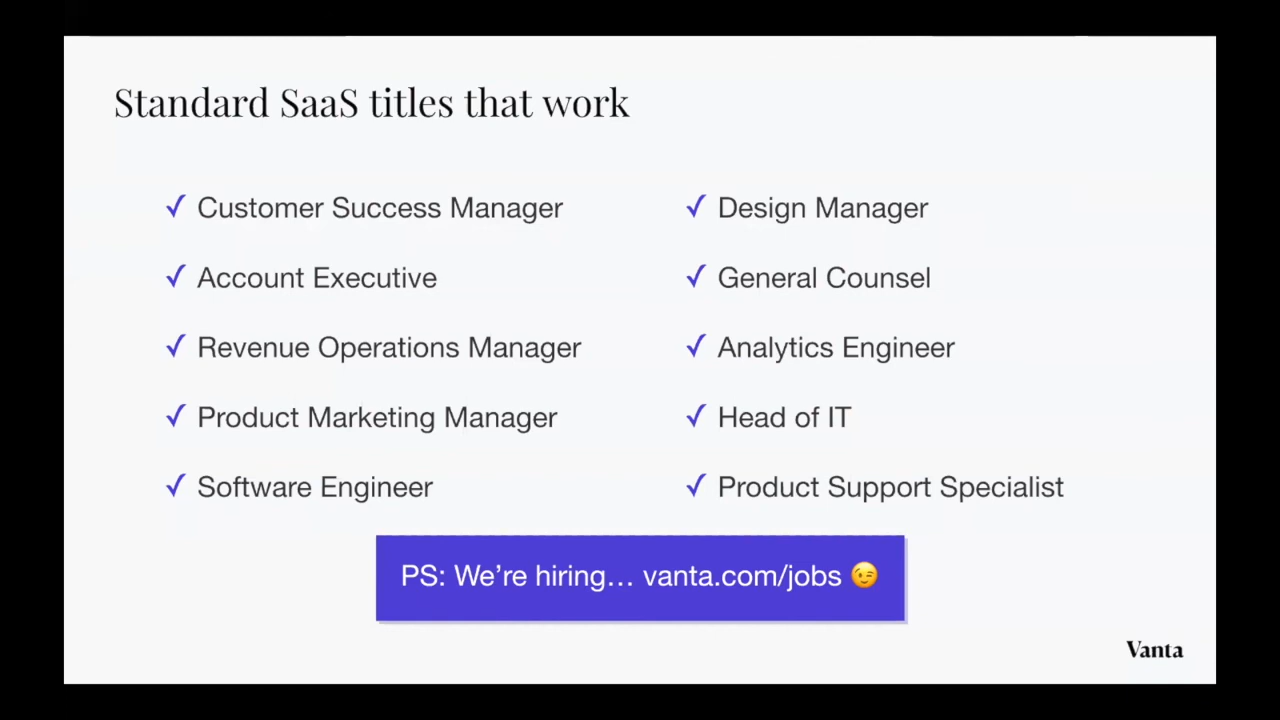 Standard SaaS titles that work
✓ Customer Success Manager
✓ Account Executive
✓ Revenue Operations Manager
✓ Product Marketing Manager
✓ Software Engineer
✓ Design Manager
✓ General Counsel
✓ Analytics Engineer
✓ Head of IT
✓ Product Support Specialist
PS: We’re hiring… vanta.com/jobs 😉
Vanta